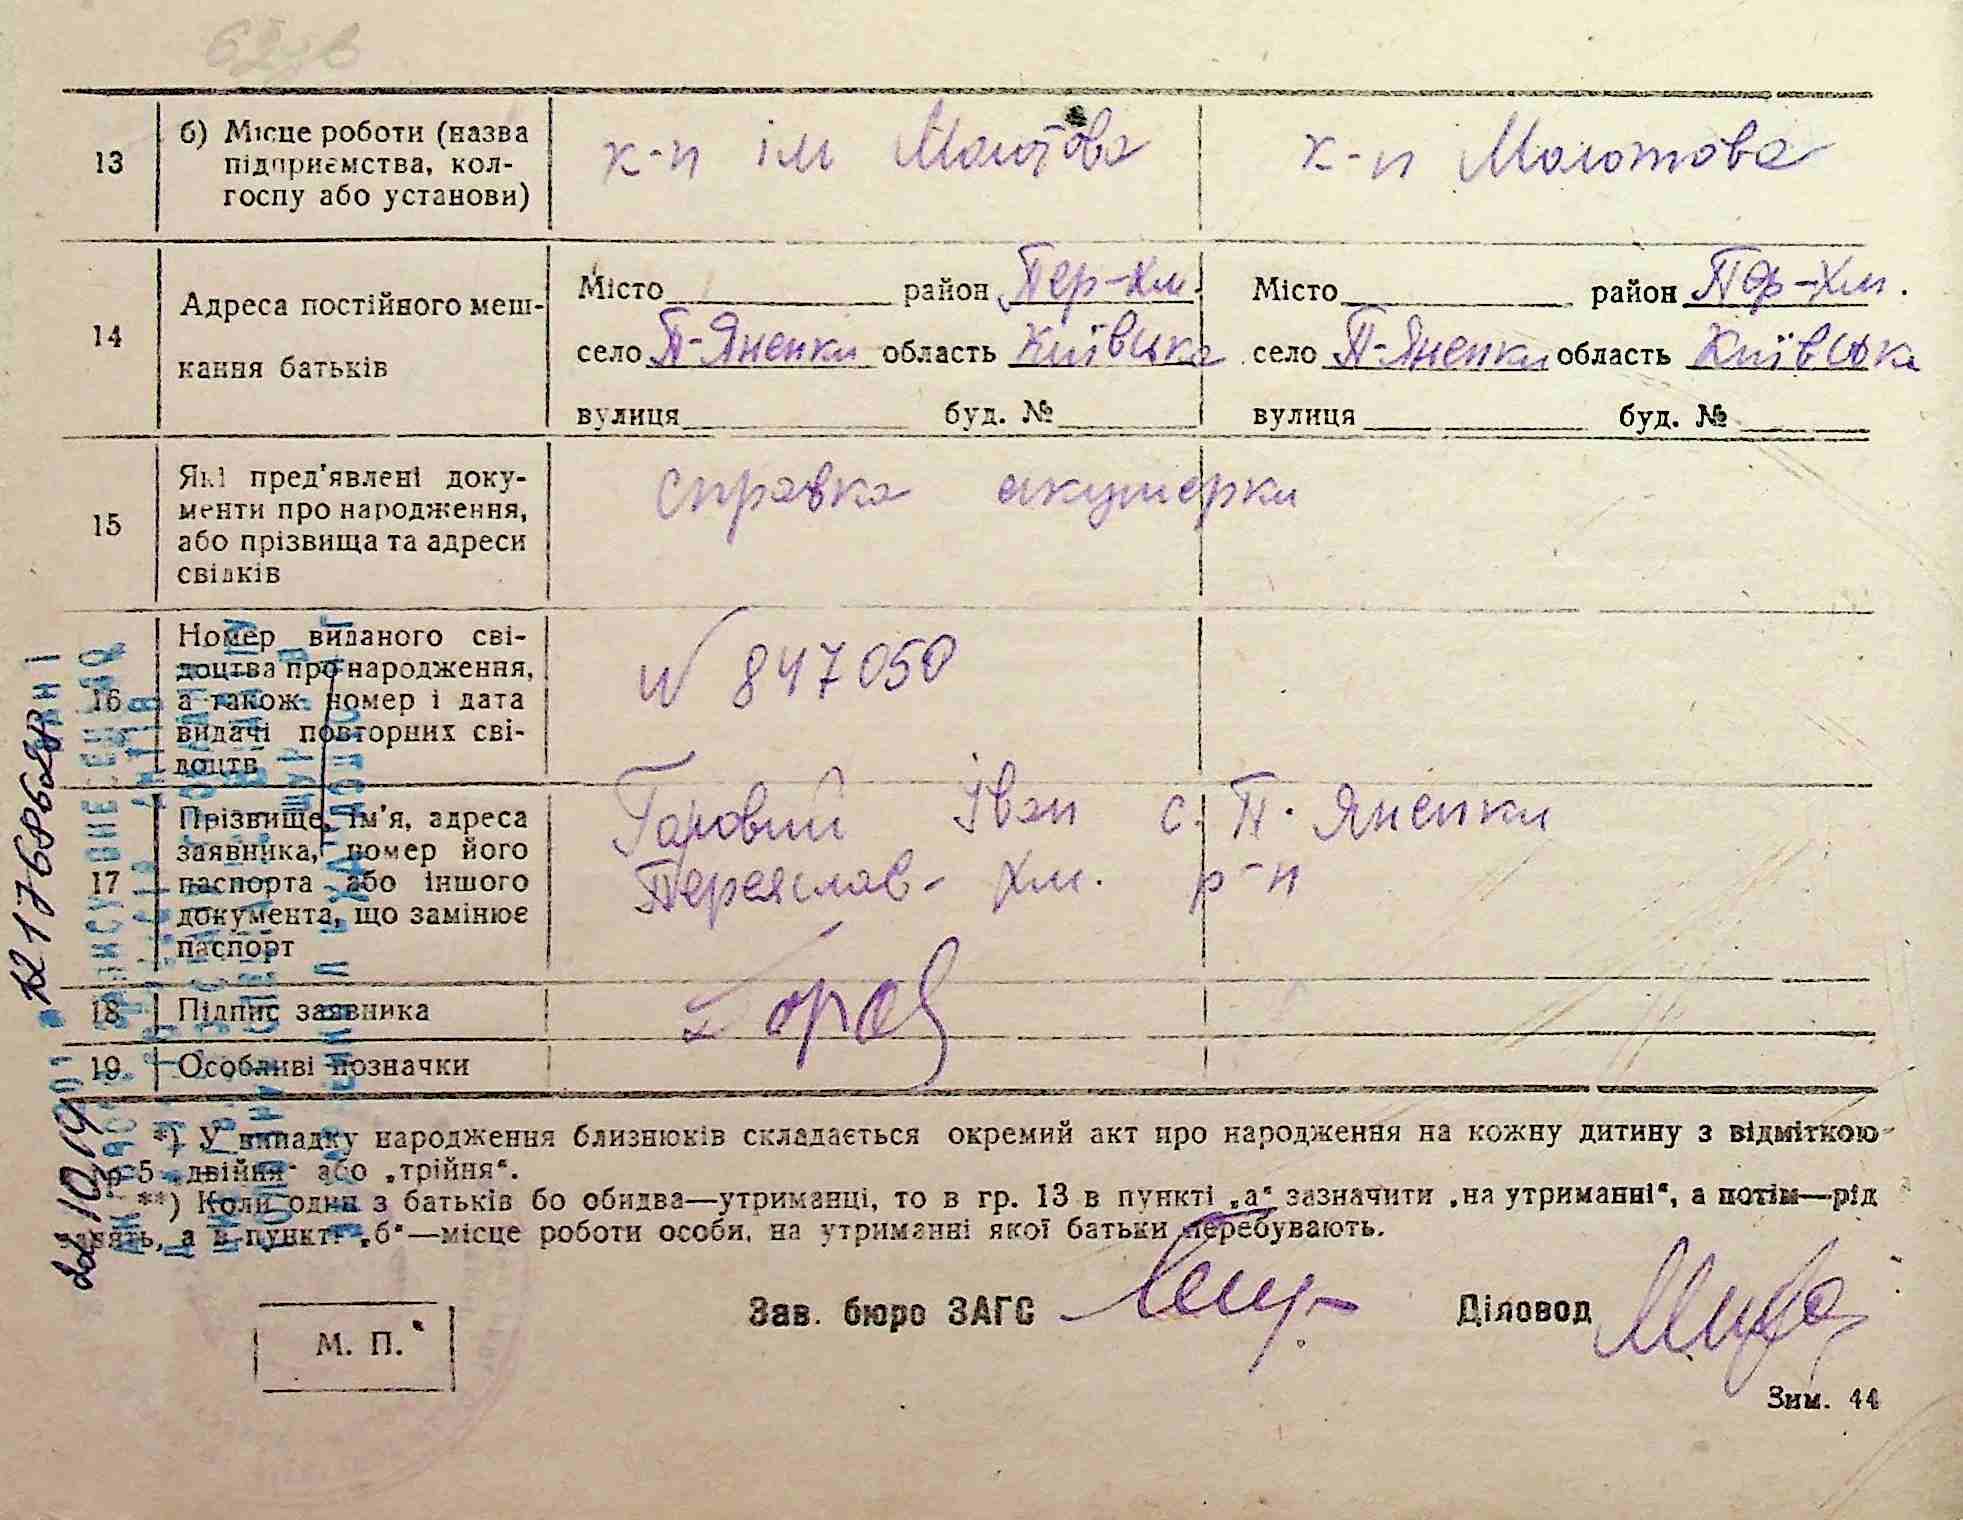 62зв
13
б) Місце роботи (назва
підприємства, кол-
госпу або установи)
к-п ім Молотова
к-п Молотова
14
Адреса постійного меш-
кання батьків
Місто район Пер-Хм.
село П-Яненки область Київська
вулиця буд. №
Місто район Пер-Хм.
село П-Яненки область Київська
вулиця буд. №
15
Які пред'явлені доку-
менти про народження,
або прізвища та адреси
свідків
справка акушерки
16
Номер виданого сві-
доцтва про народження,
а також номер і дата
видачі повторних сві-
доцтв
N 847050
17
Прізвище, ім'я, адреса
заявника, номер його
паспорта або іншого
документа, що замінює
паспорт
Горовий Іван с. П. Яненки
Переяслав-Хм. р-н
18
Підпис заявника
Горов
19
Особливі позначки
*) У випадку народження близнюків складається окремий акт про народження на кожну дитину з відміткою
гр 5 „двійня" або „трійня".
**) Коли один з батьків бо обидва—утриманці, то в гр. 13 в пункті „а" зазначити „на утриманні", а потім—рід
занять, а в пункті „б"—місце роботи особи, на утриманні якої батьки перебувають.
Зав. бюро ЗАГС
Діловод
М. П.
Зим. 44